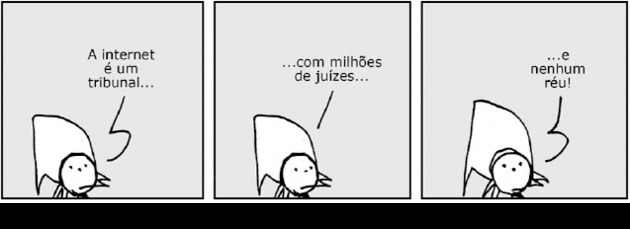 A internet
é um
tribunal...
...com milhões
de juízes...
...e
nenhum
réu!